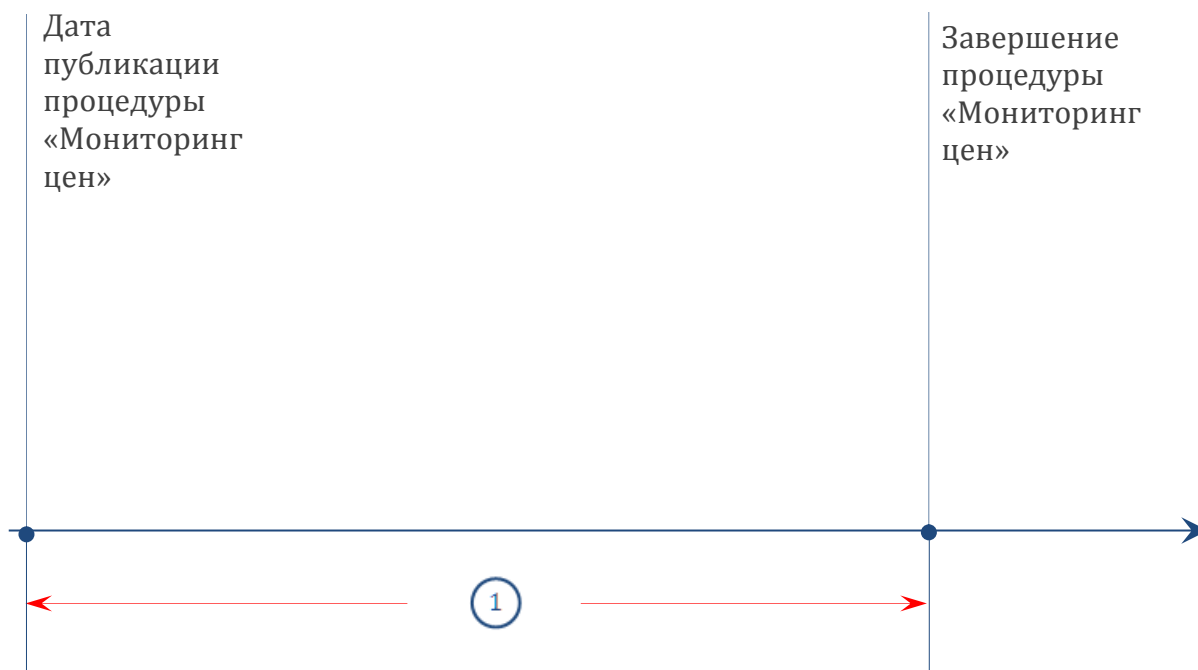 Дата
публикации
процедуры
«Мониторинг
цен»
Завершение
процедуры
«Мониторинг
цен»
1